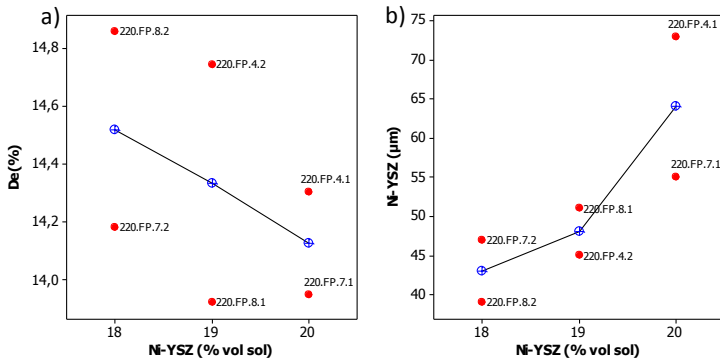 a)
14,8
14,6
14,4
14,2
14,0
De(%)
220.FP.8.2
220.FP.4.2
220.FP.4.1
220.FP.7.2
220.FP.7.1
220.FP.8.1
18
19
20
Ni-YSZ (% vol sol)
b)
75
70
65
60
55
50
45
40
Ni-YSZ (µm)
220.FP.4.1
220.FP.7.1
220.FP.8.1
220.FP.7.2
220.FP.4.2
220.FP.8.2
18
19
20
Ni-YSZ (% vol sol)